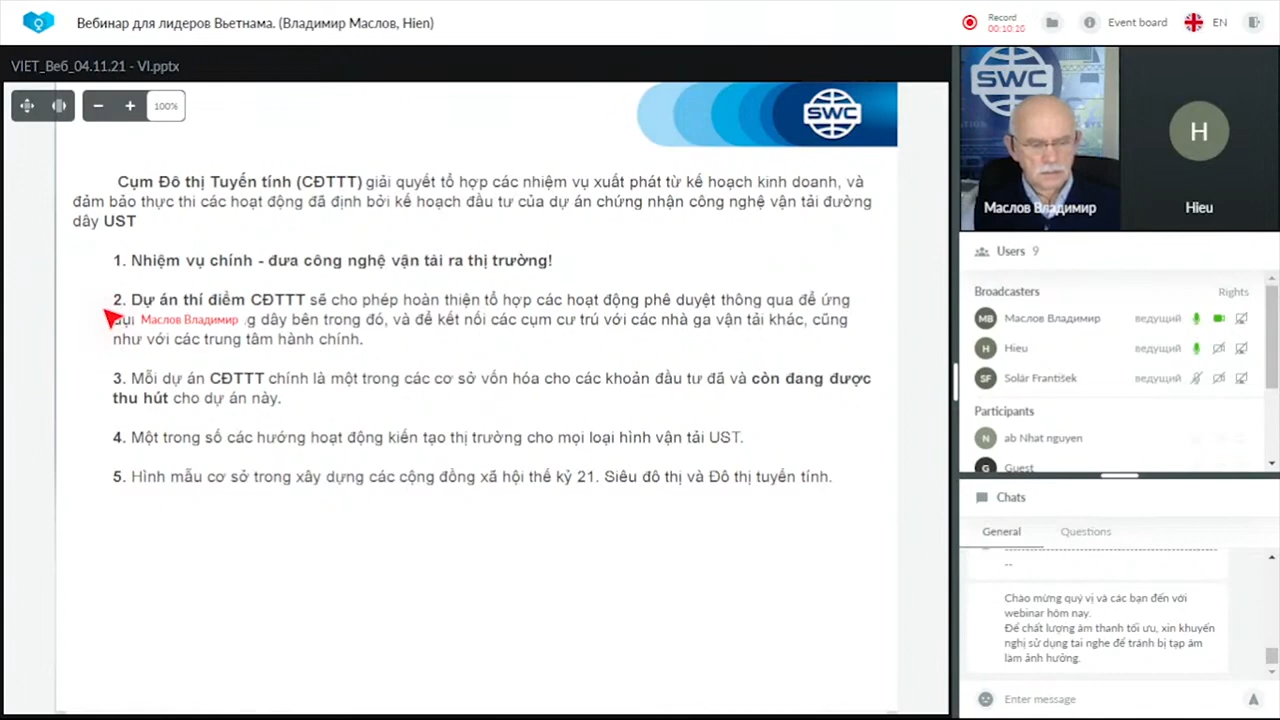 Вебинар для лидеров Вьетнама. (Владимир Маслов, Hien)
Record
00:10:20
Event board
EN
VIET_Веб_04.11.21 - VI.pptx
100%
SWC
Cụm Đô thị Tuyến tính (CĐTTT) giải quyết tổ hợp các nhiệm vụ xuất phát từ kế hoạch kinh doanh, và
đảm bảo thực thi các hoạt động đã định bởi kế hoạch đầu tư của dự án chứng nhận công nghệ vận tải đường
dây UST
1. Nhiệm vụ chính - đưa công nghệ vận tải ra thị trường!
2. Dự án thí điểm CĐTTT sẽ cho phép hoàn thiện tổ hợp các hoạt động phê duyệt thông qua để ứng
Маслов Владимир
g dây bên trong đó, và để kết nối các cụm cư trú với các nhà ga vận tải khác, cũng
như với các trung tâm hành chính.
3. Mỗi dự án CĐTTT chính là một trong các cơ sở vốn hóa cho các khoản đầu tư đã và còn đang được
thu hút cho dự án này.
4. Một trong số các hướng hoạt động kiến tạo thị trường cho mọi loại hình vận tải UST.
5. Hình mẫu cơ sở trong xây dựng các cộng đồng xã hội thế kỷ 21. Siêu đô thị và Đô thị tuyến tính.
SWC
Маслов Владимир
H
Hieu
Users 9
Broadcasters Rights
МВ Маслов Владимир ведущий
H Hieu ведущий
SF Solár František ведущий
Participants
N ab Nhat nguyen
G Guest
Chats
General Questions
--
Chào mừng quý vị và các bạn đến với
webinar hôm nay.
Để chất lượng âm thanh tối ưu, xin khuyến
nghị sử dụng tai nghe để tránh bị tạp âm
làm ảnh hưởng.
Enter message